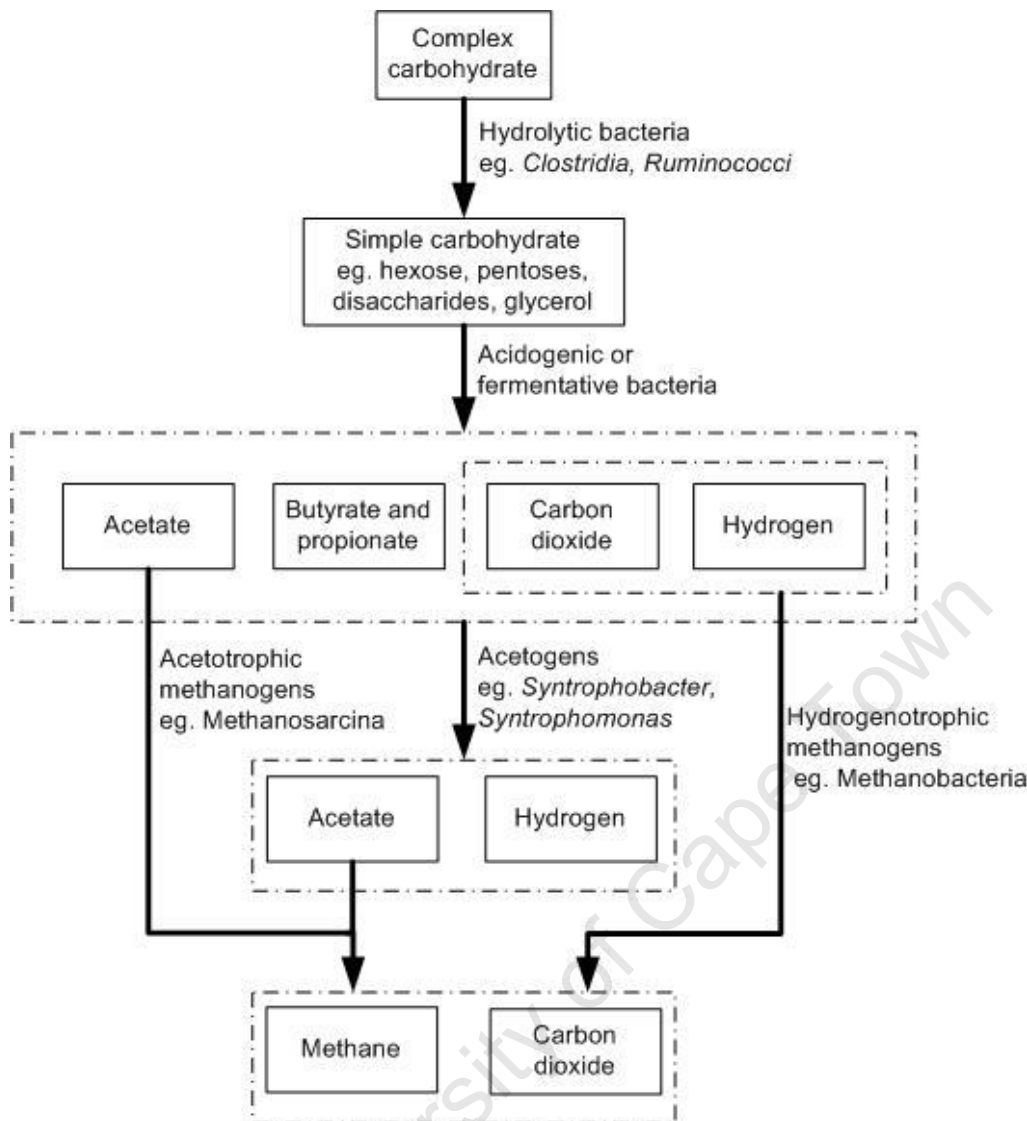 Complex
carbohydrate
Hydrolytic bacteria
eg. Clostridia, Ruminococci
Simple carbohydrate
eg. hexose, pentoses,
disaccharides, glycerol
Acidogenic or
fermentative bacteria
Acetate
Butyrate and
propionate
Carbon
dioxide
Hydrogen
Acetotrophic
methanogens
eg. Methanosarcina
Acetogens
eg. Syntrophobacter,
Syntrophomonas
Hydrogenotrophic
methanogens
eg. Methanobacteria
Acetate
Hydrogen
Methane
Carbon
dioxide
of Cape Town